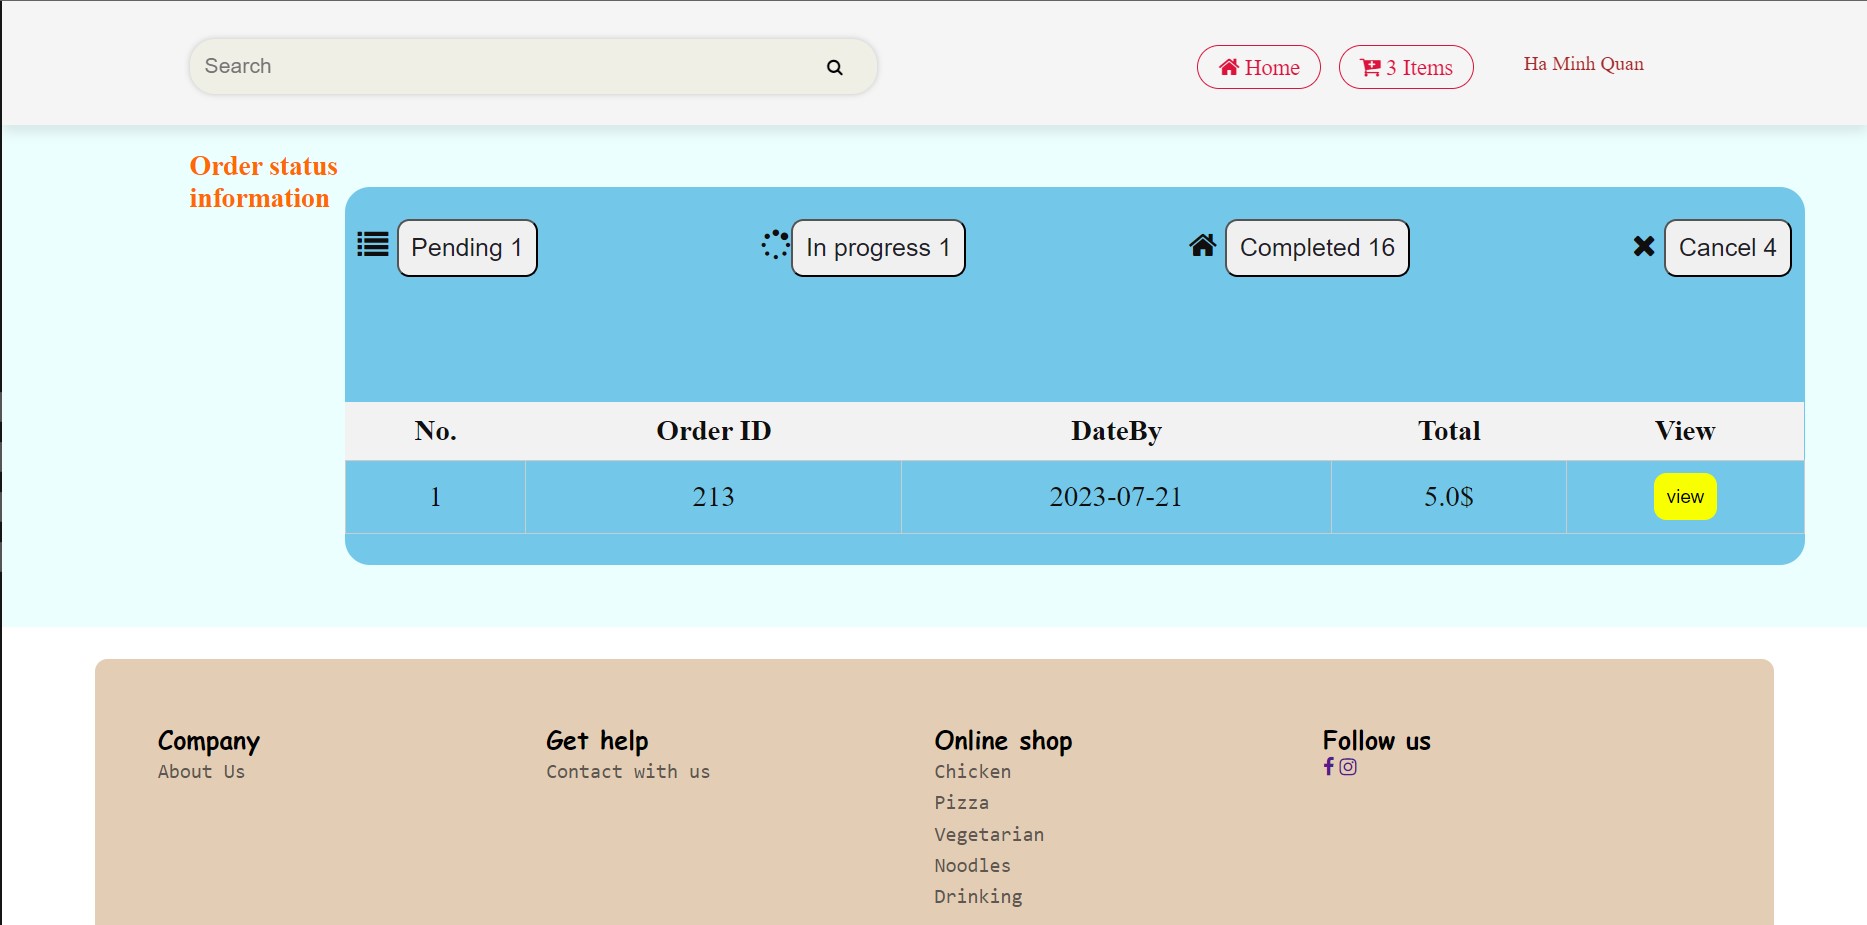 Search
Home
3 Items
Ha Minh Quan
Order status
information
Pending 1
In progress 1
Completed 16
Cancel 4
No. Order ID DateBy Total View
1 213 2023-07-21 5.0$ view
Company
About Us
Get help
Contact with us
Online shop
Chicken
Pizza
Vegetarian
Noodles
Drinking
Follow us